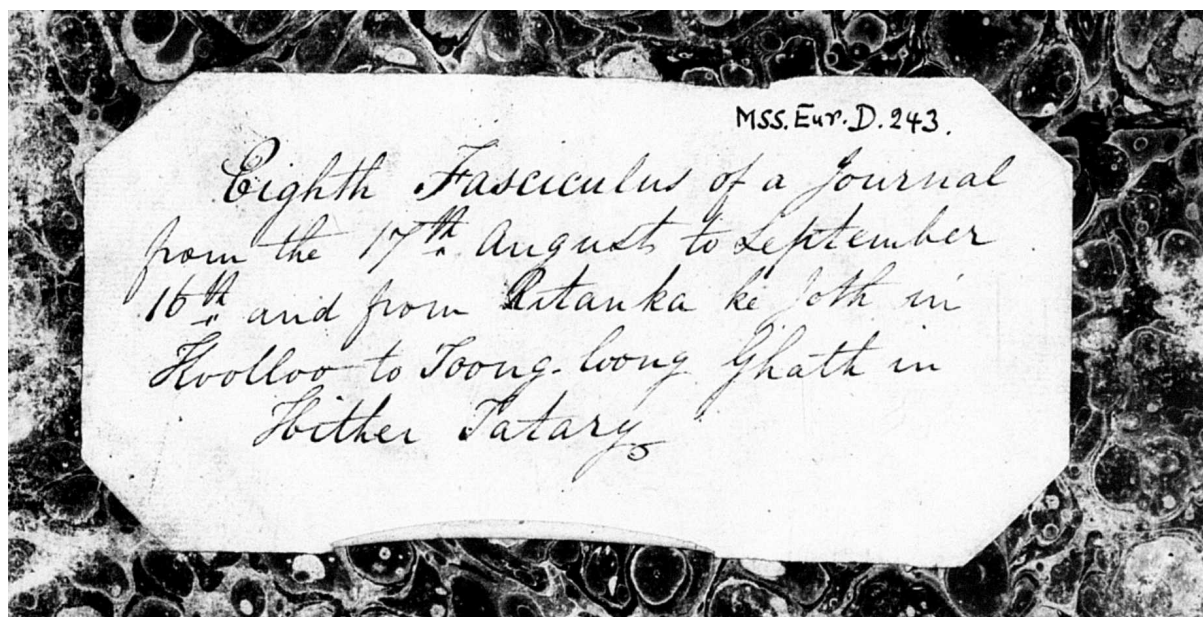 MSS. Eur. D. 243.
Eighth Fasciculus of a Journal
from the 17th August to September
16th and from Ritanka ke Joth in
Koolloo to Toong-loong Ghath in
Hither Tatary